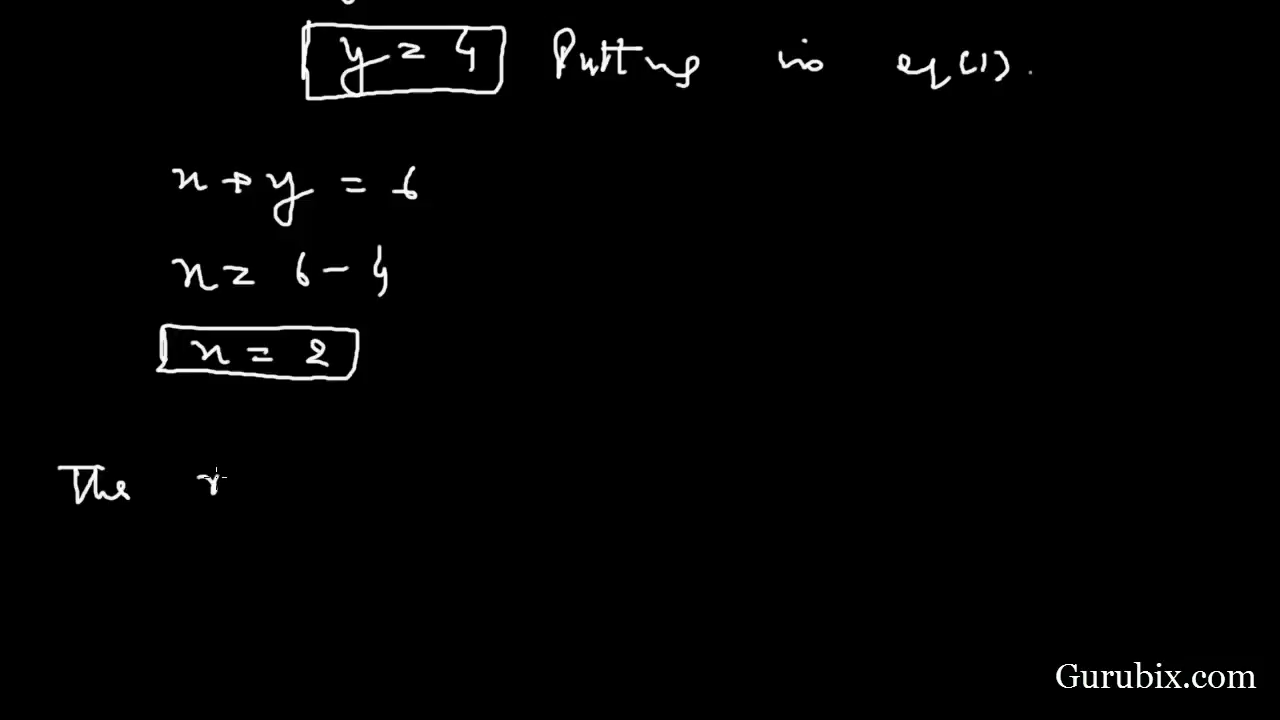 y = 4 Putting in eq(1).
x + y = 6
x = 6 - 4
x = 2
The
Gurubix.com